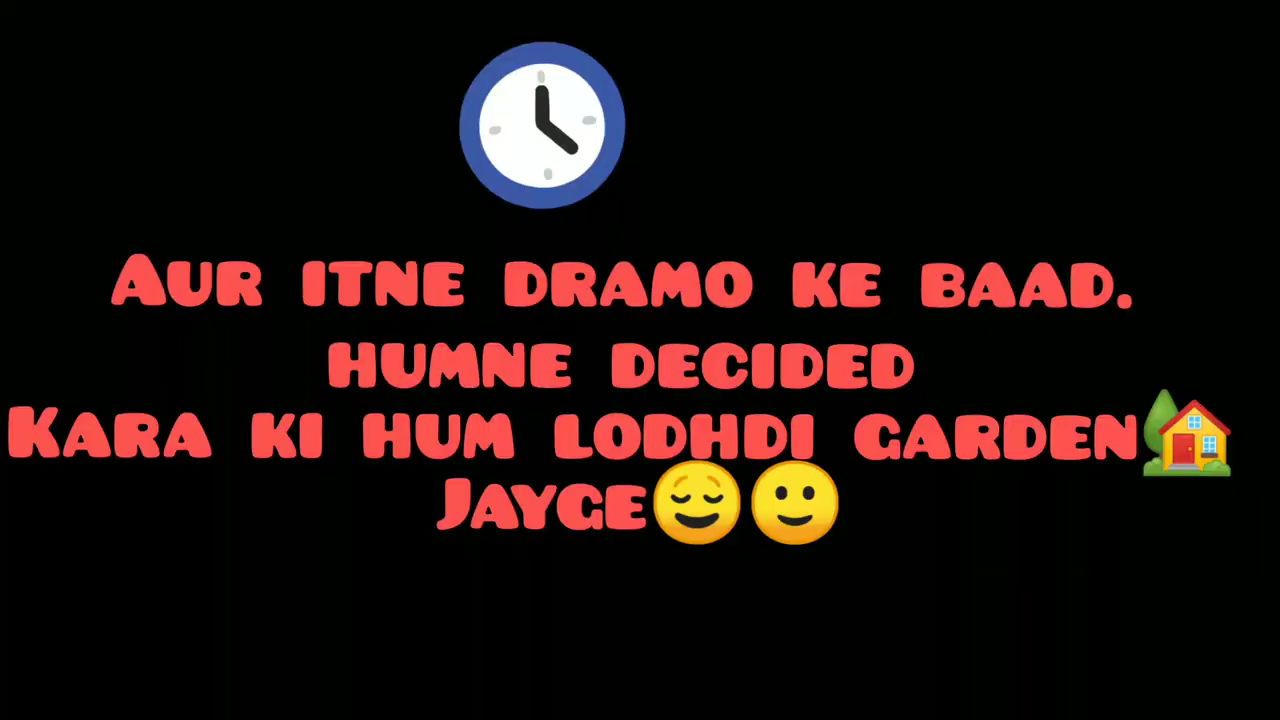 Aur itne dramo ke baad.
humne decided
Kara ki hum lodhdi garden🏡
Jayge😌🙂